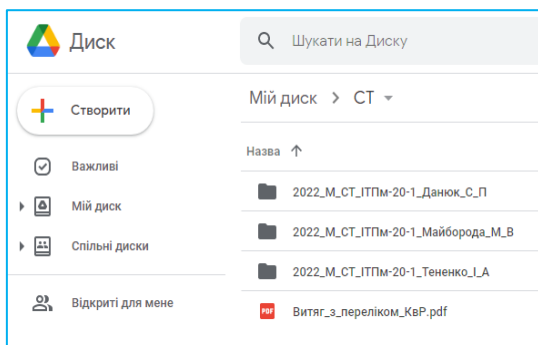 Диск
Шукати на Диску
Створити
Важливі
Мій диск
Спільні диски
Відкриті для мене
Мій диск > СТ
Назва ↑
2022_М_СТ_ІТПм-20-1_Данюк_С_П
2022_М_СТ_ІТПм-20-1_Майборода_М_В
2022_М_СТ_ІТПм-20-1_Тененко_І_А
PDF Витяг_з_переліком_КвР.pdf